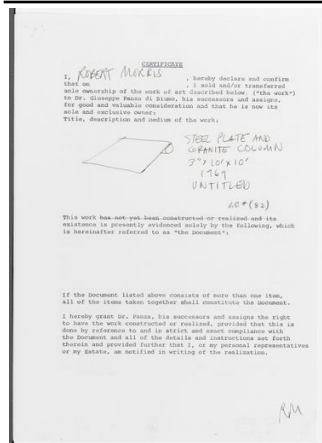 CERTIFICATE
I, ROBERT MORRIS , hereby declare and confirm
that on , I sold and/or transferred
sole ownership of the work of art described below. ("the work")
to Dr. Giuseppe Panza di Biumo, his successors and assigns,
for good and valuable consideration and that he is now its
sole and exclusive owner;
Title, description and medium of the work:
STEEL PLATE AND
GRANITE COLUMN
3"x10'x10'
1969
UNTITLED
(82)
This work has not yet been constructed or realized and its
existence is presently evidenced solely by the following, which
is hereinafter referred to as "the Document":
If the Document listed above consists of more than one item,
all of the items taken together shall constitute the Document.
I hereby grant Dr. Panza, his successors and assigns the right
to have the work constructed or realized, provided that this is
done by reference to and in strict and exact compliance with
the Document and all of the details and instructions set forth
therein and provided further that I, or my personal representatives
or my Estate, am notified in writing of the realization.
RM